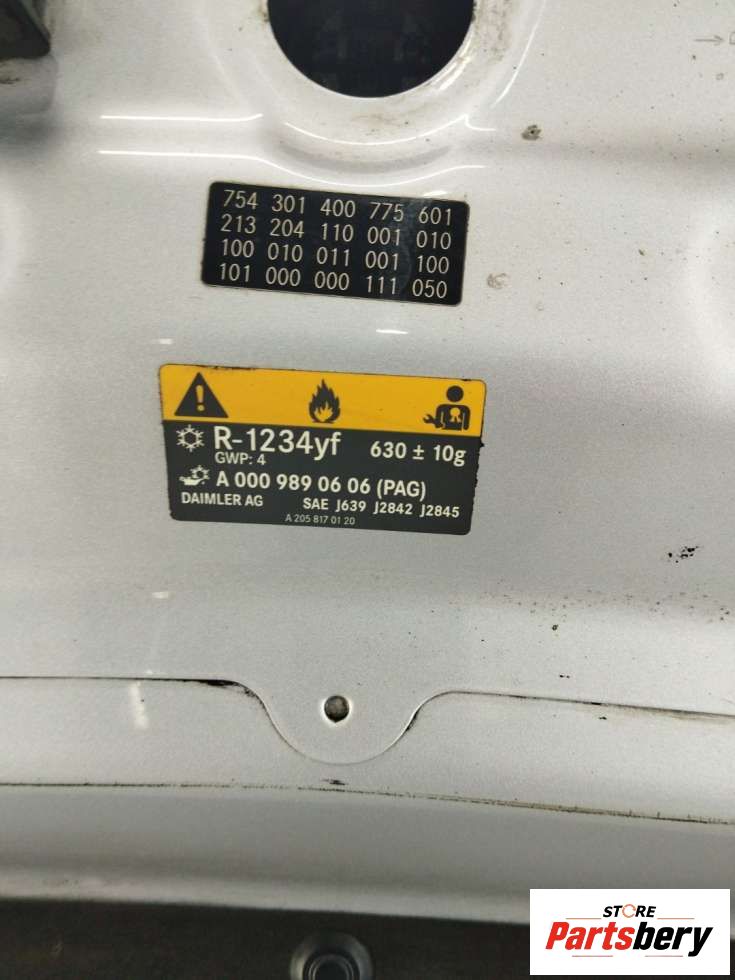 754 301 400 775 601
213 204 110 001 010
100 010 011 001 100
101 000 000 111 050
R-1234yf 630 ± 10g
GWP: 4
A 000 989 06 06 (PAG)
DAIMLER AG SAE J639 J2842 J2845
A 205 817 01 20
STORE
Partsbery